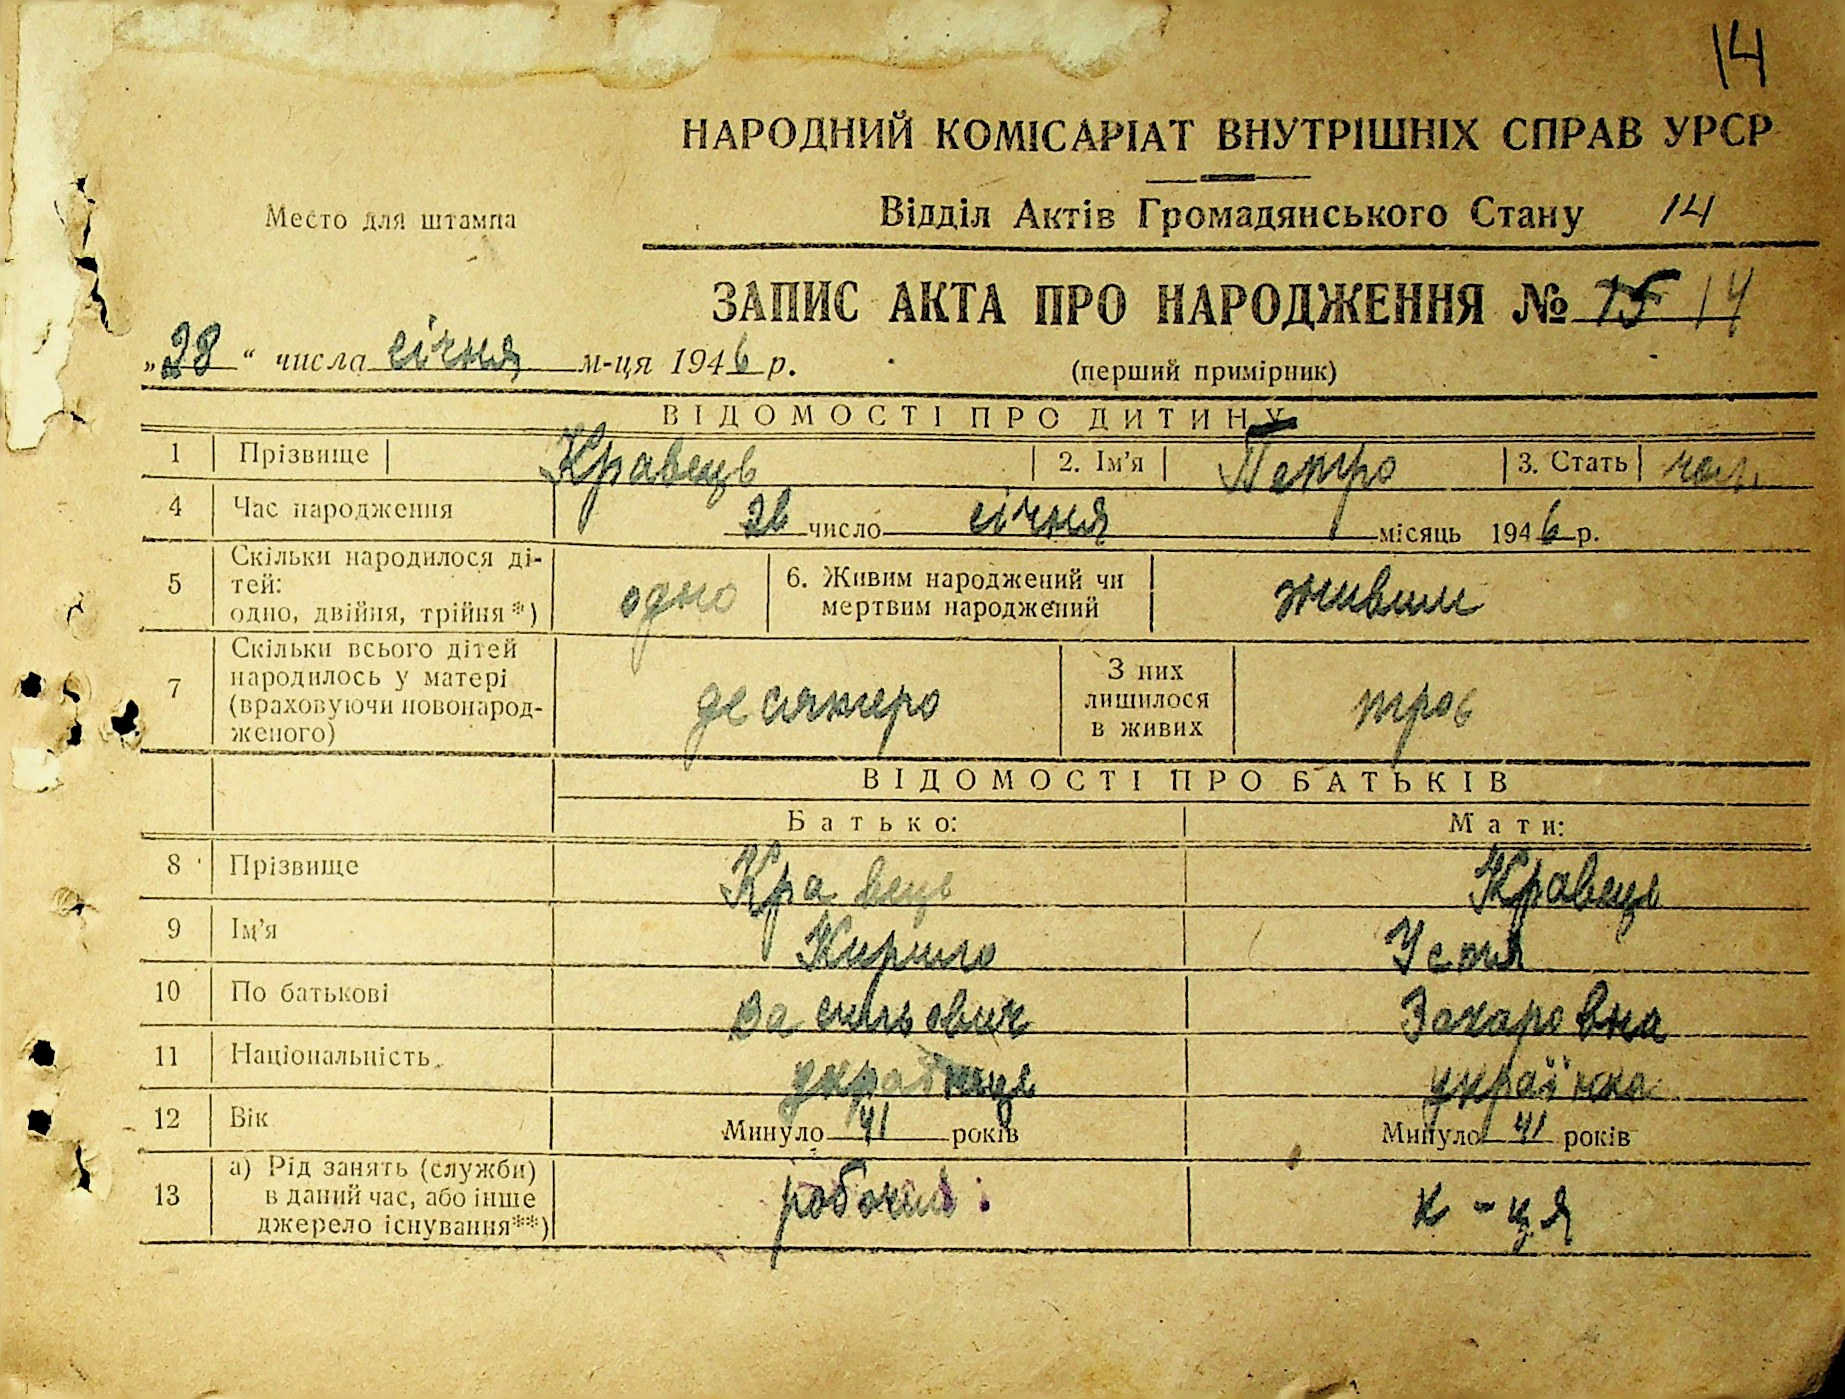 14
НАРОДНИЙ КОМІСАРІАТ ВНУТРІШНІХ СПРАВ УРСР
Место для штампа
Відділ Актів Громадянського Стану 14
ЗАПИС АКТА ПРО НАРОДЖЕННЯ № 15 14
„28“ числа січня м-ця 1946 р.
(перший примірник)
ВІДОМОСТІ ПРО ДИТИНУ
1 Прізвище Кравець 2. Ім'я Петро 3. Стать чол.
4 Час народження 26 число січня місяць 1946 р.
5 Скільки народилося ді-
тей:
одно, двійня, трійня*) одно 6. Живим народжений чи
мертвим народжений живим
7 Скільки всього дітей
народилось у матері
(враховуючи новонарод-
женого) десятеро З них
лишилося
в живих троє
ВІДОМОСТІ ПРО БАТЬКІВ
Батько: Мати:
8 Прізвище Кравець Кравець
9 Ім'я Кирило Устя
10 По батькові Васильович Захаровна
11 Національність українець українка
12 Вік Минуло 41 років Минуло 41 років
13 а) Рід занять (служби)
в даний час, або інше
джерело існування**) робочий к-ця